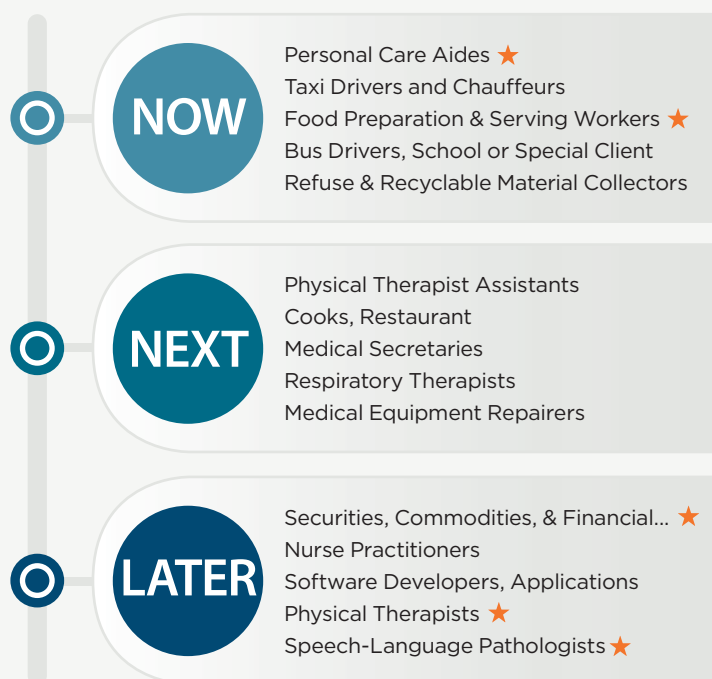 NOW
Personal Care Aides
Taxi Drivers and Chauffeurs
Food Preparation & Serving Workers
Bus Drivers, School or Special Client
Refuse & Recyclable Material Collectors
NEXT
Physical Therapist Assistants
Cooks, Restaurant
Medical Secretaries
Respiratory Therapists
Medical Equipment Repairers
LATER
Securities, Commodities, & Financial...
Nurse Practitioners
Software Developers, Applications
Physical Therapists
Speech-Language Pathologists